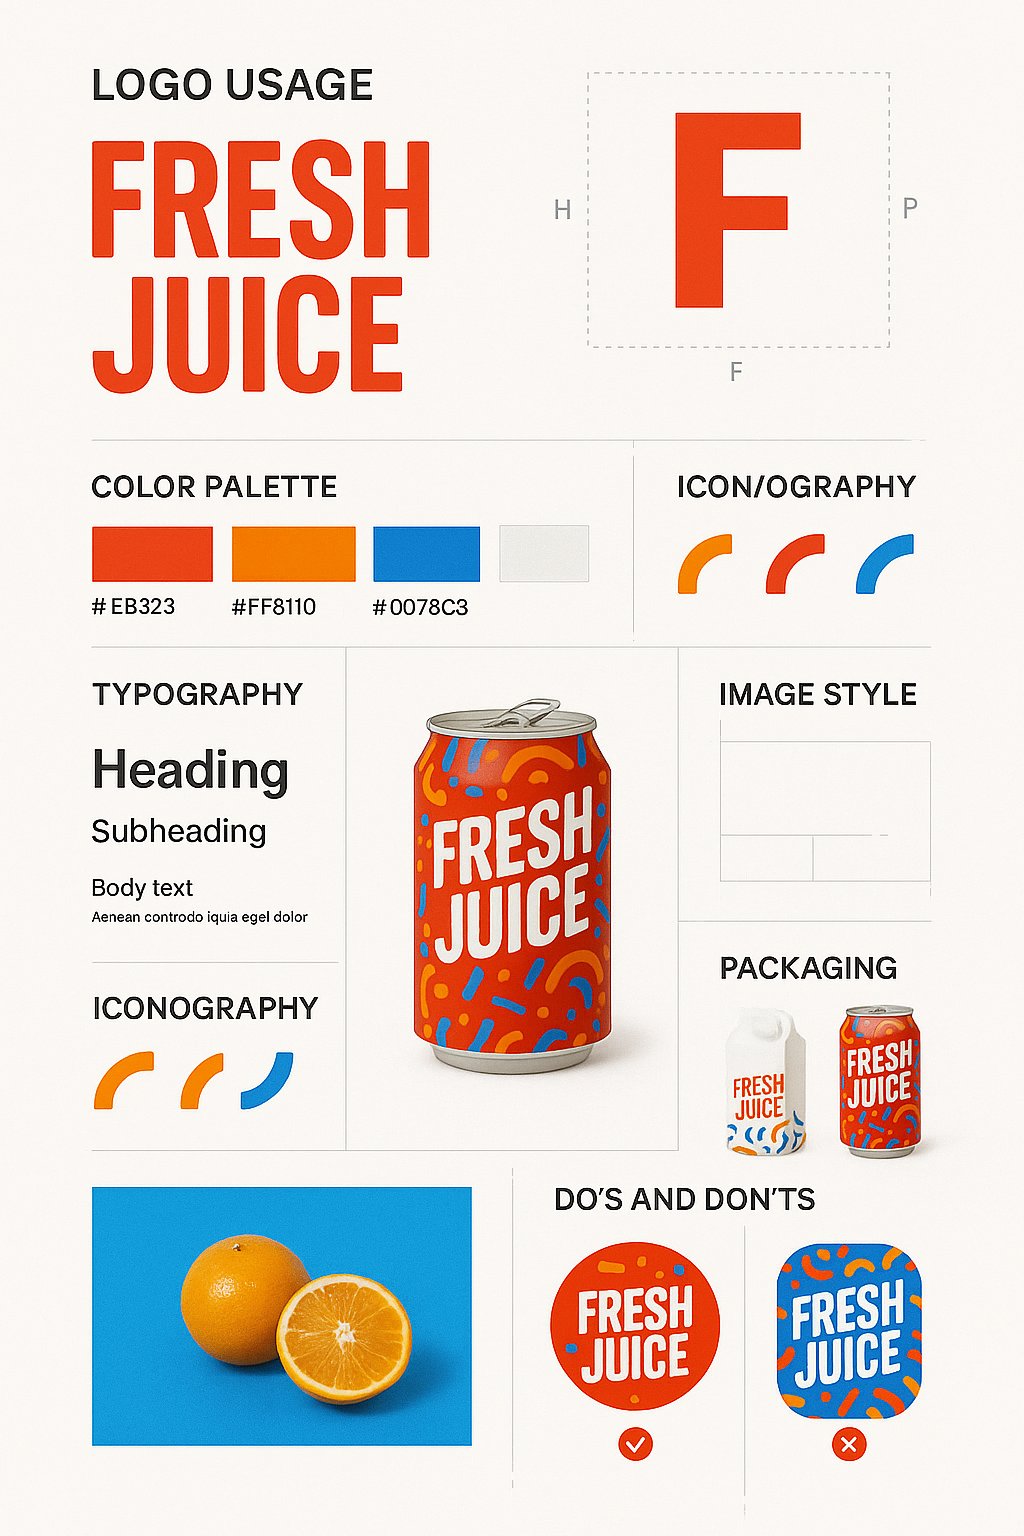 LOGO USAGE
FRESH
JUICE
F
H
P
F
COLOR PALETTE
# EB323
#FF8110
# 0078C3
ICON/OGRAPHY
TYPOGRAPHY
Heading
Subheading
Body text
Aenean controdo iquia egel dolor
ICONOGRAPHY
FRESH
JUICE
IMAGE STYLE
PACKAGING
FRESH
JUICE
FRESH
JUICE
DO'S AND DON'TS
FRESH
JUICE
FRESH
JUICE